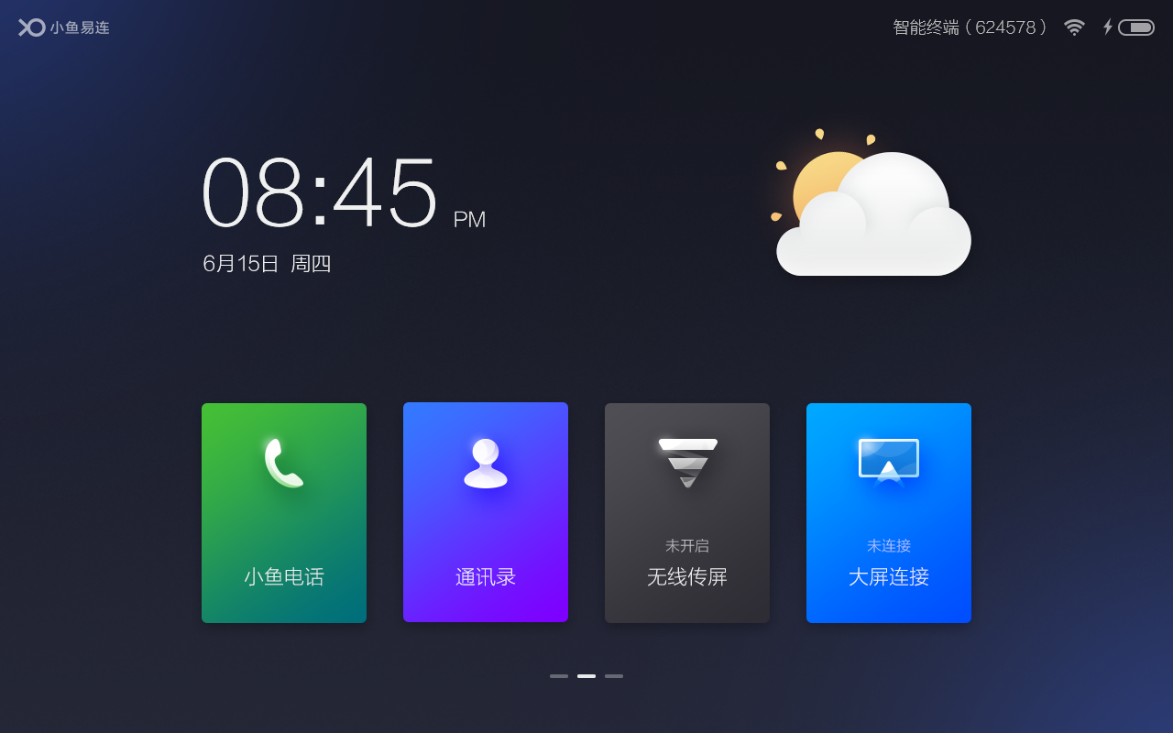 小鱼易连
智能终端（624578）
08:45 PM
6月15日 周四
小鱼电话
通讯录
未开启
无线传屏
未连接
大屏连接